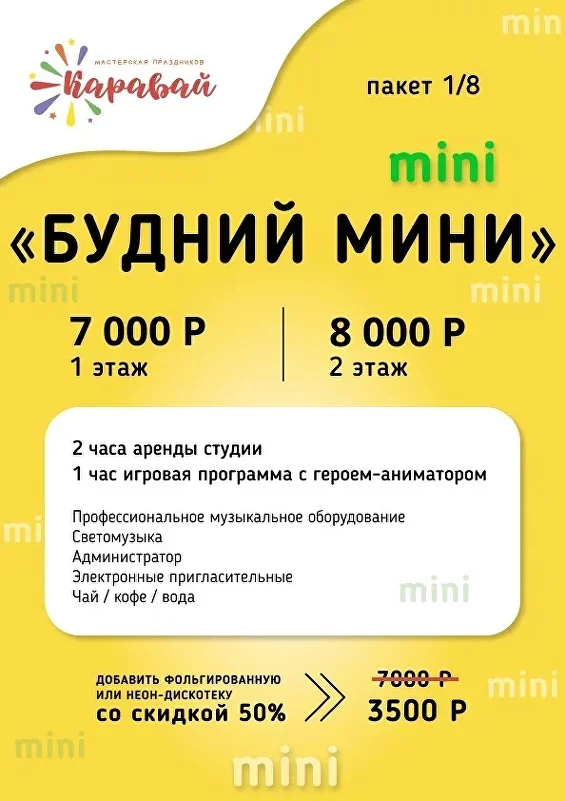 МАСТЕРСКАЯ ПРАЗДНИКОВ
Каравай
пакет 1/8
mini
mini
mini
«БУДНИЙ МИНИ»
mini
mini
7 000 Р
8 000 Р
1 этаж
2 этаж
2 часа аренды студии
1 час игровая программа с героем-аниматором
Профессиональное музыкальное оборудование
Светомузыка
Администратор
Электронные пригласительные
Чай / кофе / вода
mini
mi
ДОБАВИТЬ ФОЛЬГИРОВАННУЮ
ИЛИ НЕОН-ДИСКОТЕКУ
СО СКИДКОЙ 50%
7000 Р
3500 Р
mini
mini
mini